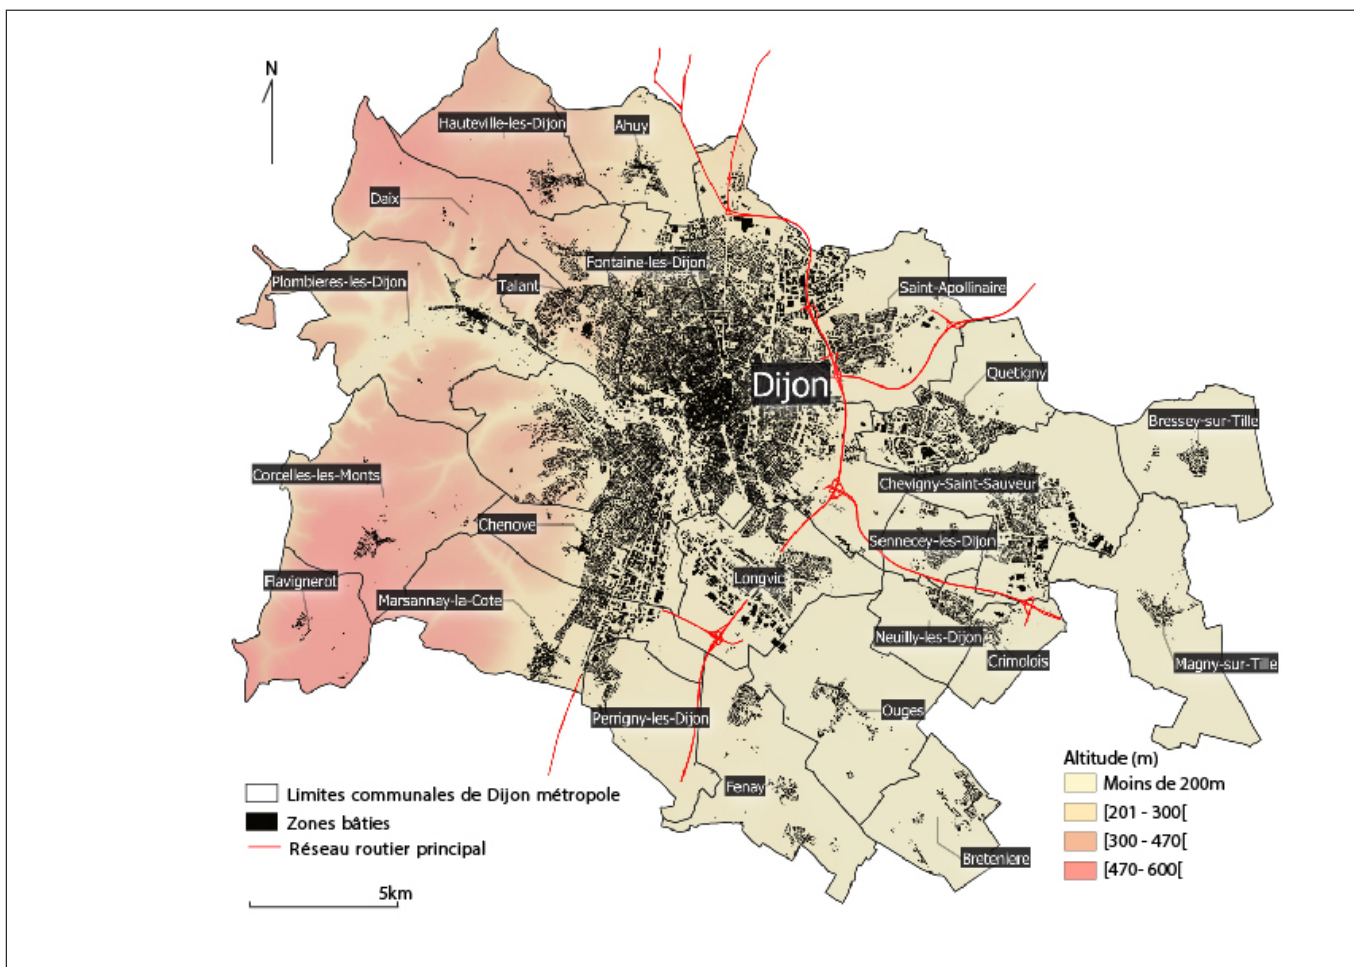 N
Hauteville-les-Dijon
Ahuy
Daix
Fontaine-les-Dijon
Plombieres-les-Dijon
Talant
Saint-Apollinaire
Dijon
Quetigny
Bressey-sur-Tille
Corcelles-les-Monts
Chevigny-Saint-Sauveur
Chenove
Sennecey-les-Dijon
Flavignerot
Longvic
Marsannay-la-Cote
Neuilly-les-Dijon
Crimolois
Magny-sur-Tille
Perrigny-les-Dijon
Ouges
Fenay
Breteniere
Limites communales de Dijon métropole
Zones bâties
Réseau routier principal
5km
Altitude (m)
Moins de 200m
[201 - 300[
[300 - 470[
[470- 600[